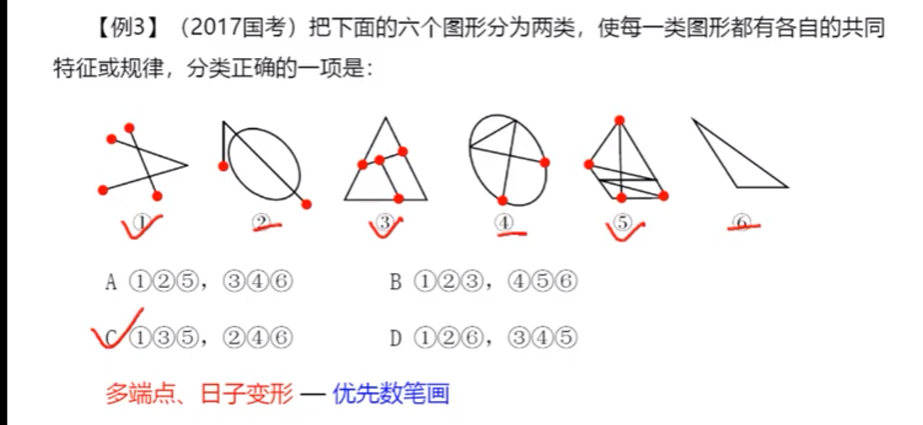 【例3】（2017国考）把下面的六个图形分为两类，使每一类图形都有各自的共同
特征或规律，分类正确的一项是：
① ② ③ ④ ⑤ ⑥
A ①②⑤，③④⑥ B ①②③，④⑤⑥
C ①③⑤，②④⑥ D ①②⑥，③④⑤
多端点、日子变形 — 优先数笔画